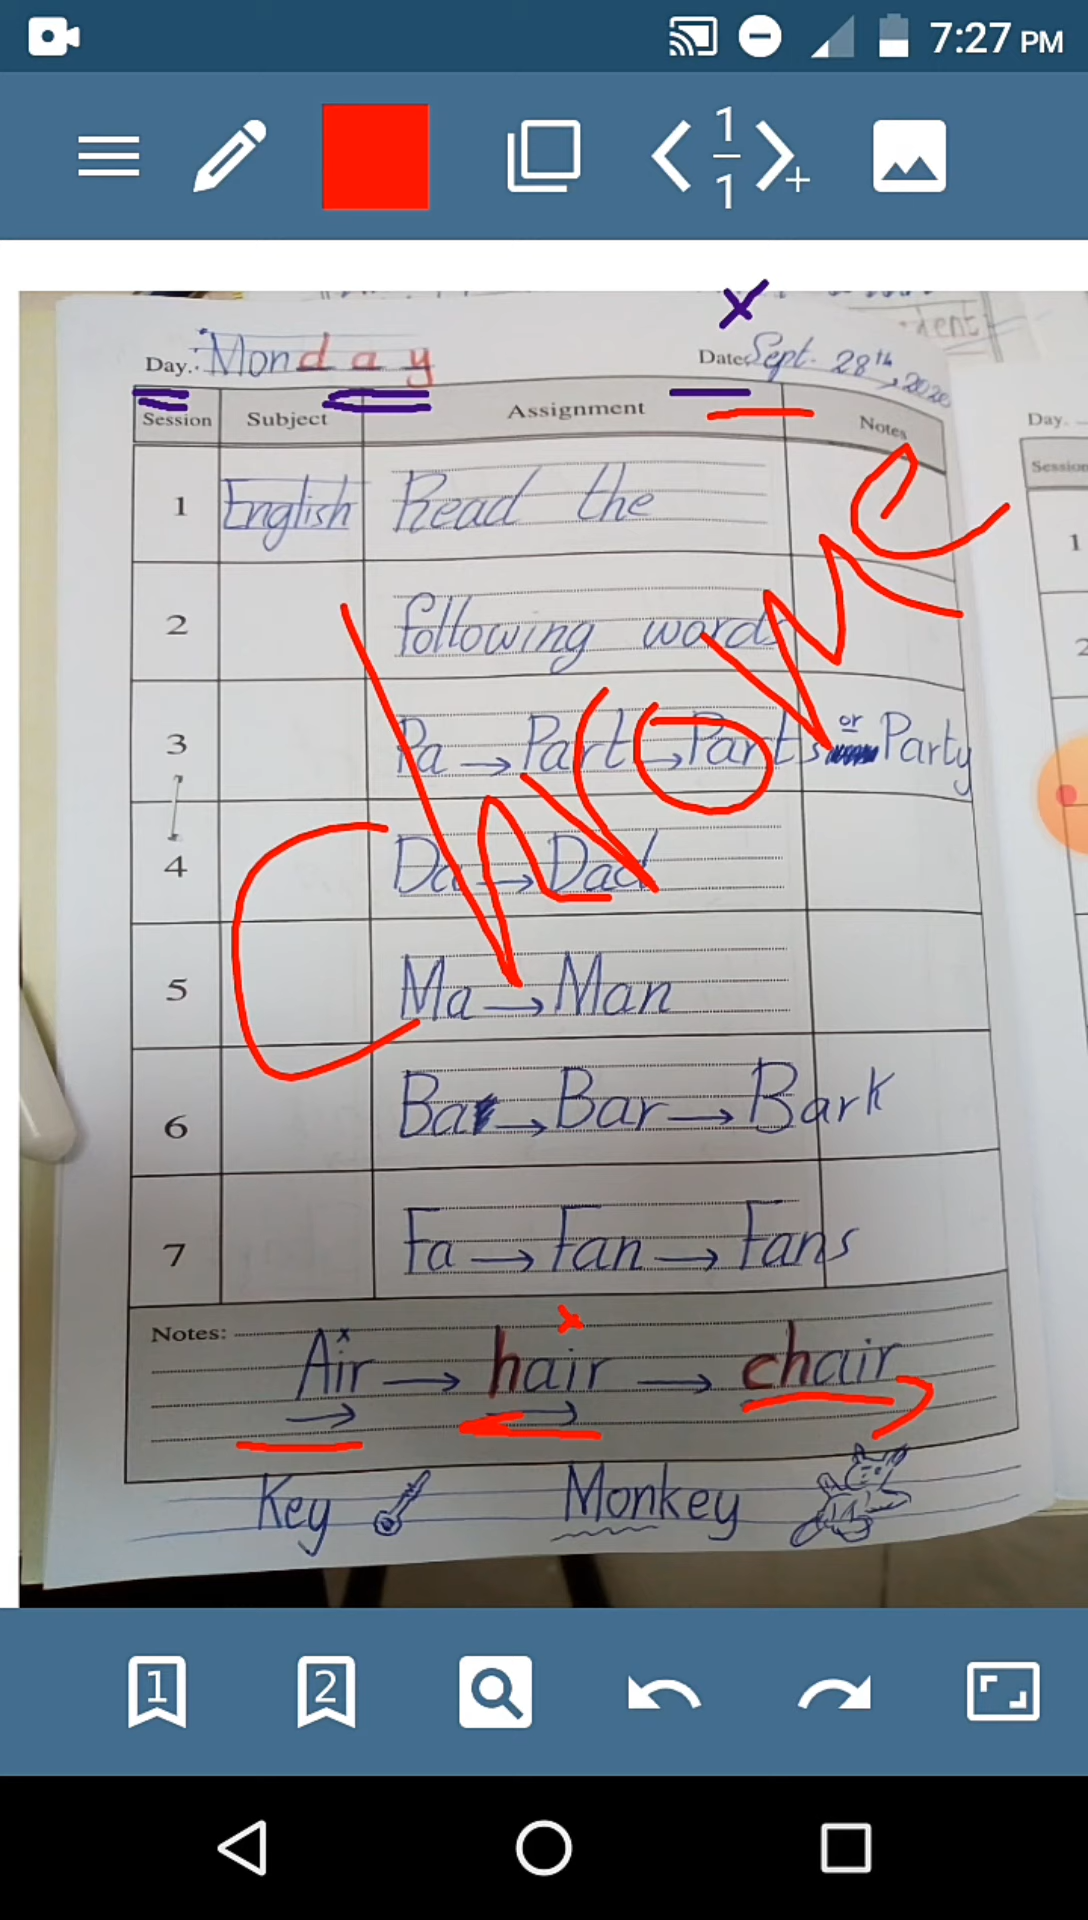 7:27 PM
1
1
Day.: Monday
Date: Sept. 28th, 2020
dent
Session Subject Assignment Notes
1 English Read the
2 following words
3 Pa → Part → Parts or Party
4 Da → Dad
5 Ma → Man
6 Ba → Bar → Bark
7 Fa → Fan → Fans
Notes:
Air → hair → chair
Key Monkey
Day.
Session
1
2
1 2